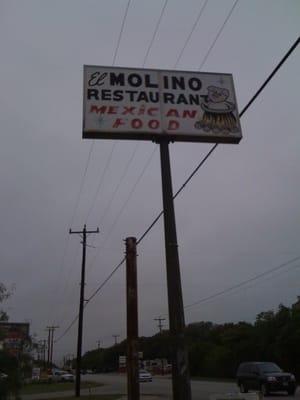 El MOLINO
RESTAURANT
MEXICAN
FOOD